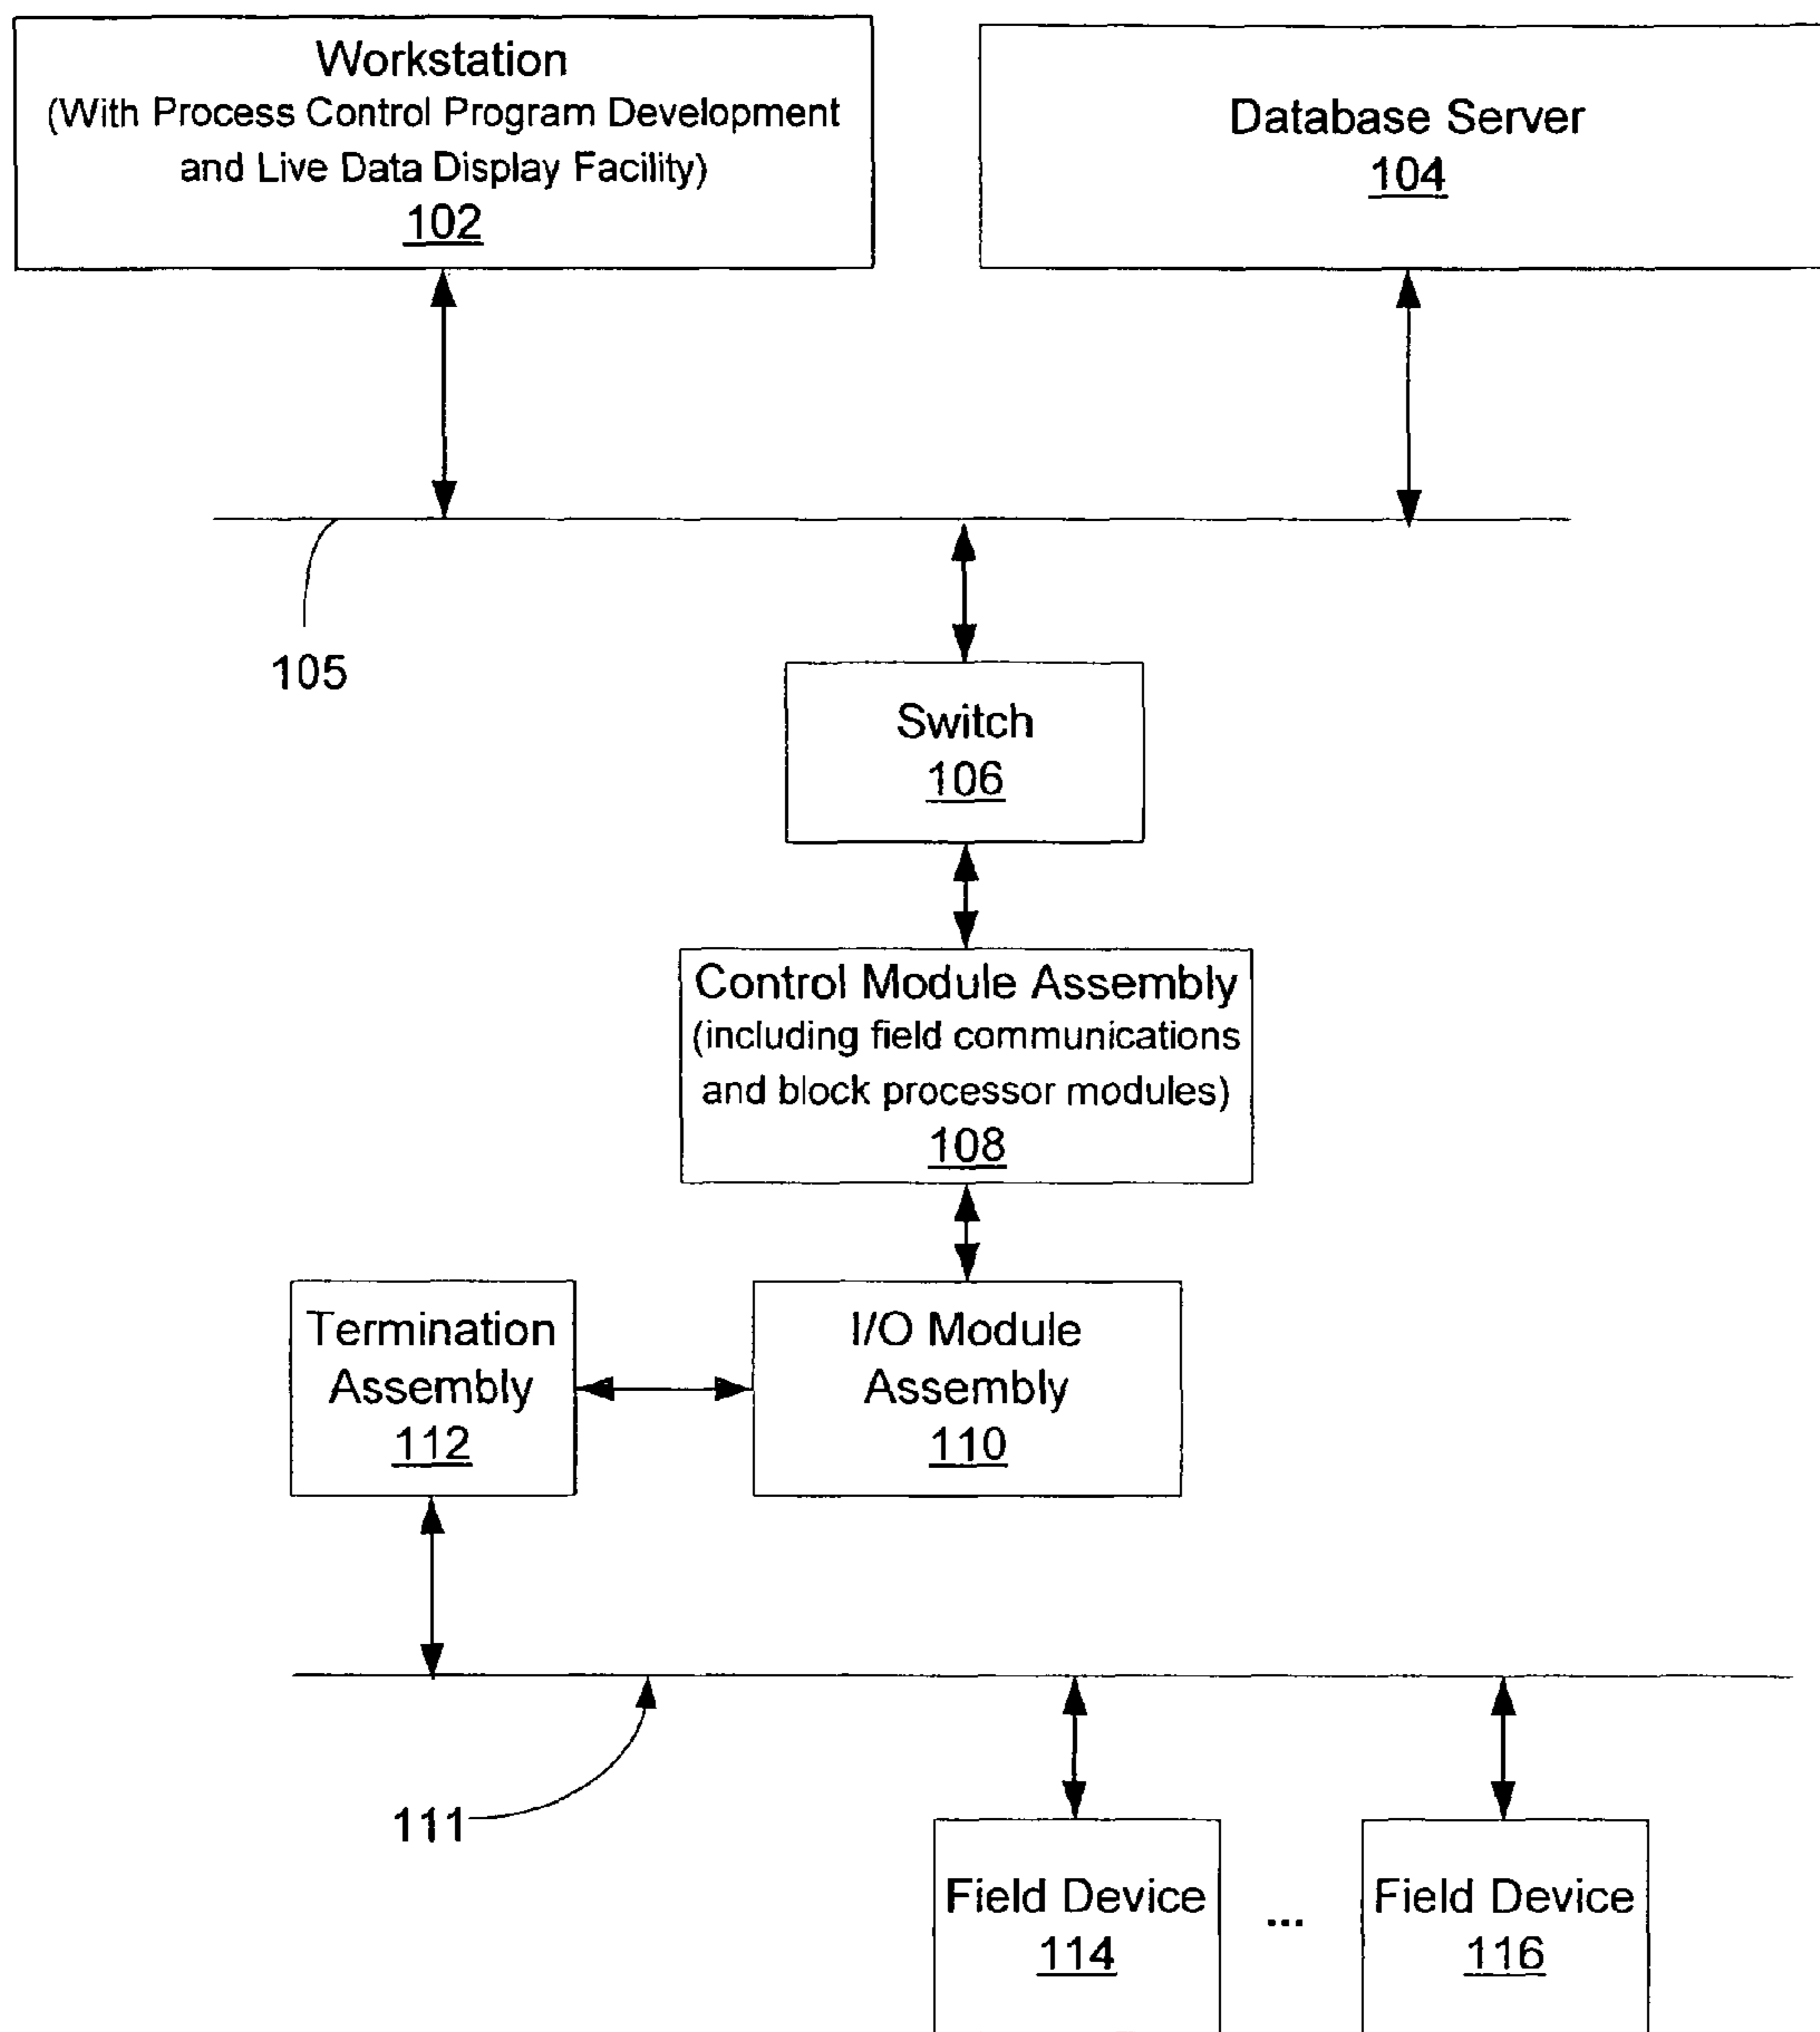 Workstation
(With Process Control Program Development
and Live Data Display Facility)
102
Database Server
104
105
Switch
106
Control Module Assembly
(including field communications
and block processor modules)
108
Termination
Assembly
112
I/O Module
Assembly
110
111
Field Device
114
...
Field Device
116